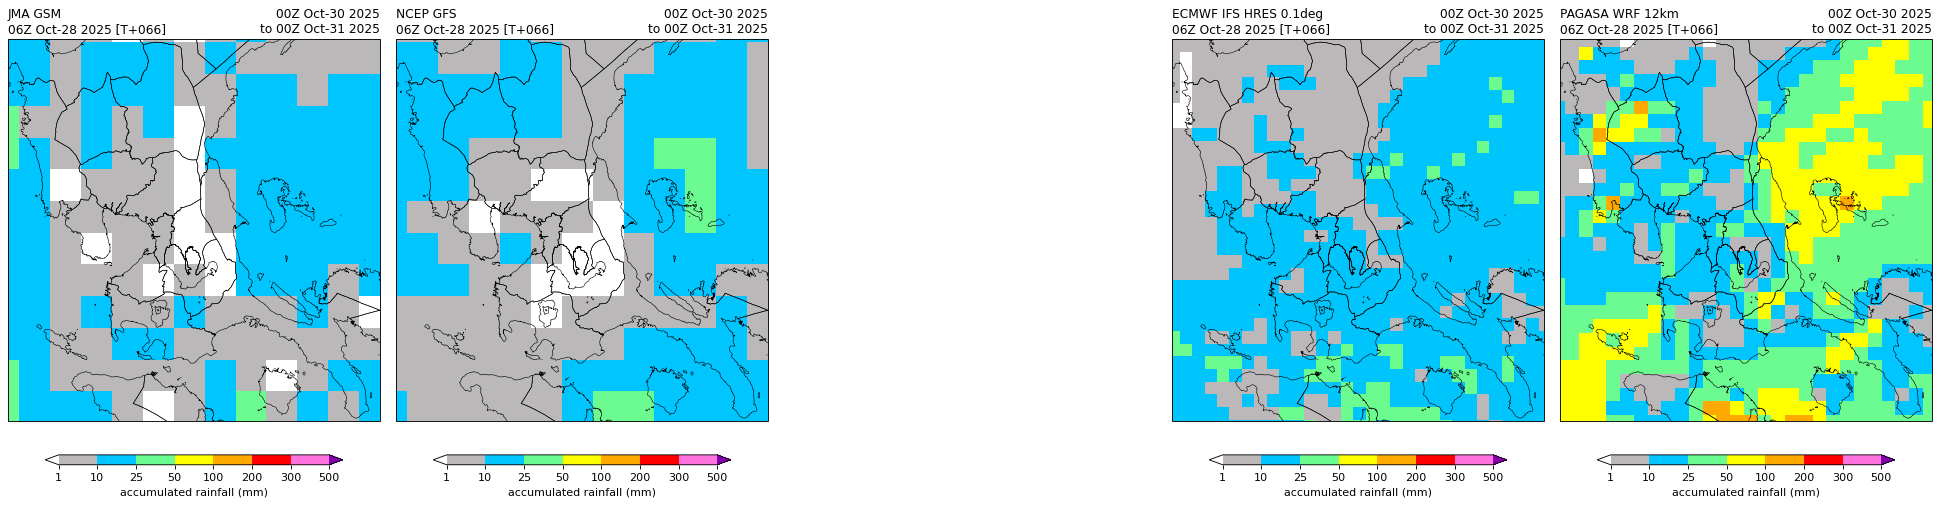 JMA GSM 00Z Oct-30 2025
06Z Oct-28 2025 [T+066] to 00Z Oct-31 2025
1 10 25 50 100 200 300 500
accumulated rainfall (mm)
NCEP GFS 00Z Oct-30 2025
06Z Oct-28 2025 [T+066] to 00Z Oct-31 2025
1 10 25 50 100 200 300 500
accumulated rainfall (mm)
ECMWF IFS HRES 0.1deg 00Z Oct-30 2025
06Z Oct-28 2025 [T+066] to 00Z Oct-31 2025
1 10 25 50 100 200 300 500
accumulated rainfall (mm)
PAGASA WRF 12km 00Z Oct-30 2025
06Z Oct-28 2025 [T+066] to 00Z Oct-31 2025
1 10 25 50 100 200 300 500
accumulated rainfall (mm)